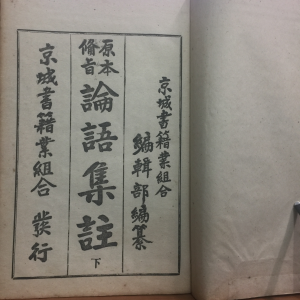 京城書籍業組合
編輯部編纂
原本
備旨
論語集註
下
京城書籍業組合 發行